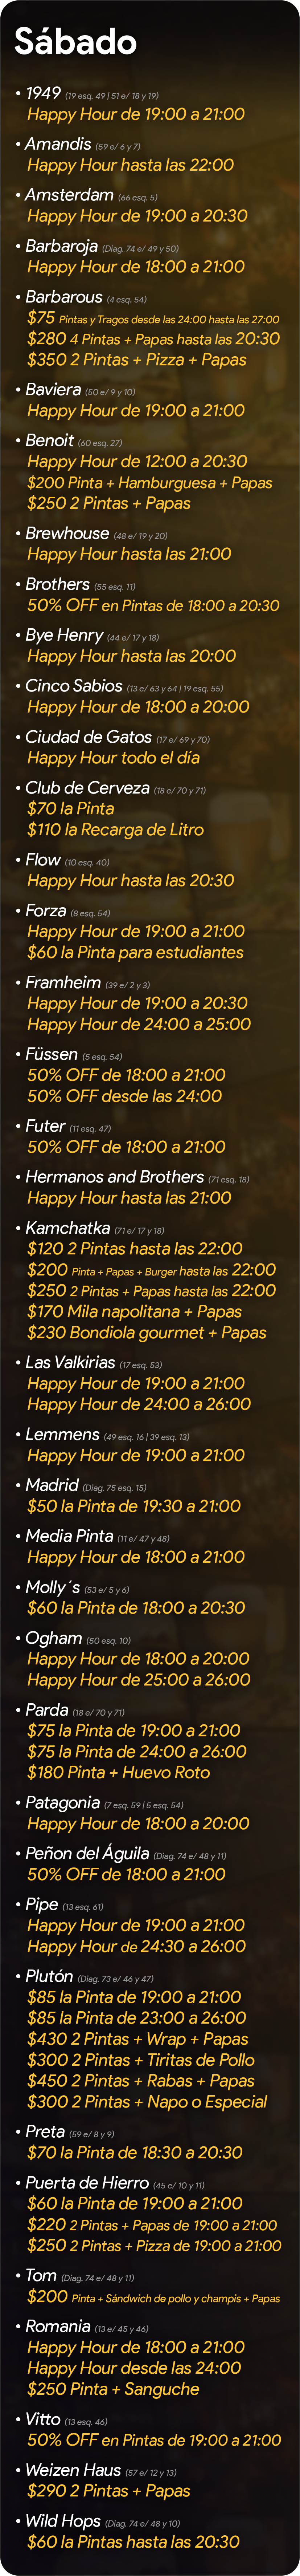 Sábado
• 1949 (19 esq. 49 | 51 e/ 18 y 19)
Happy Hour de 19:00 a 21:00
• Amandis (59 e/ 6 y 7)
Happy Hour hasta las 22:00
• Amsterdam (66 esq. 5)
Happy Hour de 19:00 a 20:30
• Barbaroja (Diag. 74 e/ 49 y 50)
Happy Hour de 18:00 a 21:00
• Barbarous (4 esq. 54)
$75 Pintas y Tragos desde las 24:00 hasta las 27:00
$280 4 Pintas + Papas hasta las 20:30
$350 2 Pintas + Pizza + Papas
• Baviera (50 e/ 9 y 10)
Happy Hour de 19:00 a 21:00
• Benoit (60 esq. 27)
Happy Hour de 12:00 a 20:30
$200 Pinta + Hamburguesa + Papas
$250 2 Pintas + Papas
• Brewhouse (48 e/ 19 y 20)
Happy Hour hasta las 21:00
• Brothers (55 esq. 11)
50% OFF en Pintas de 18:00 a 20:30
• Bye Henry (44 e/ 17 y 18)
Happy Hour hasta las 20:00
• Cinco Sabios (13 e/ 63 y 64 | 19 esq. 55)
Happy Hour de 18:00 a 20:00
• Ciudad de Gatos (17 e/ 69 y 70)
Happy Hour todo el día
• Club de Cerveza (18 e/ 70 y 71)
$70 la Pinta
$110 la Recarga de Litro
• Flow (10 esq. 40)
Happy Hour hasta las 20:30
• Forza (8 esq. 54)
Happy Hour de 19:00 a 21:00
$60 la Pinta para estudiantes
• Framheim (39 e/ 2 y 3)
Happy Hour de 19:00 a 20:30
Happy Hour de 24:00 a 25:00
• Füssen (5 esq. 54)
50% OFF de 18:00 a 21:00
50% OFF desde las 24:00
• Futer (11 esq. 47)
50% OFF de 18:00 a 21:00
• Hermanos and Brothers (71 esq. 18)
Happy Hour hasta las 21:00
• Kamchatka (71 e/ 17 y 18)
$120 2 Pintas hasta las 22:00
$200 Pinta + Papas + Burger hasta las 22:00
$250 2 Pintas + Papas hasta las 22:00
$170 Mila napolitana + Papas
$230 Bondiola gourmet + Papas
• Las Valkirias (17 esq. 53)
Happy Hour de 19:00 a 21:00
Happy Hour de 24:00 a 26:00
• Lemmens (49 esq. 16 | 39 esq. 13)
Happy Hour de 19:00 a 21:00
• Madrid (Diag. 75 esq. 15)
$50 la Pinta de 19:30 a 21:00
• Media Pinta (11 e/ 47 y 48)
Happy Hour de 18:00 a 21:00
• Molly´s (53 e/ 5 y 6)
$60 la Pinta de 18:00 a 20:30
• Ogham (50 esq. 10)
Happy Hour de 18:00 a 20:00
Happy Hour de 25:00 a 26:00
• Parda (18 e/ 70 y 71)
$75 la Pinta de 19:00 a 21:00
$75 la Pinta de 24:00 a 26:00
$180 Pinta + Huevo Roto
• Patagonia (7 esq. 59 | 5 esq. 54)
Happy Hour de 18:00 a 20:00
• Peñon del Águila (Diag. 74 e/ 48 y 11)
50% OFF de 18:00 a 21:00
• Pipe (13 esq. 61)
Happy Hour de 19:00 a 21:00
Happy Hour de 24:30 a 26:00
• Plutón (Diag. 73 e/ 46 y 47)
$85 la Pinta de 19:00 a 21:00
$85 la Pinta de 23:00 a 26:00
$430 2 Pintas + Wrap + Papas
$300 2 Pintas + Tiritas de Pollo
$450 2 Pintas + Rabas + Papas
$300 2 Pintas + Napo o Especial
• Preta (59 e/ 8 y 9)
$70 la Pinta de 18:30 a 20:30
• Puerta de Hierro (45 e/ 10 y 11)
$60 la Pinta de 19:00 a 21:00
$220 2 Pintas + Papas de 19:00 a 21:00
$250 2 Pintas + Pizza de 19:00 a 21:00
• Tom (Diag. 74 e/ 48 y 11)
$200 Pinta + Sándwich de pollo y champis + Papas
• Romania (13 e/ 45 y 46)
Happy Hour de 18:00 a 21:00
Happy Hour desde las 24:00
$250 Pinta + Sanguche
• Vitto (13 esq. 46)
50% OFF en Pintas de 19:00 a 21:00
• Weizen Haus (57 e/ 12 y 13)
$290 2 Pintas + Papas
• Wild Hops (Diag. 74 e/ 48 y 10)
$60 la Pintas hasta las 20:30